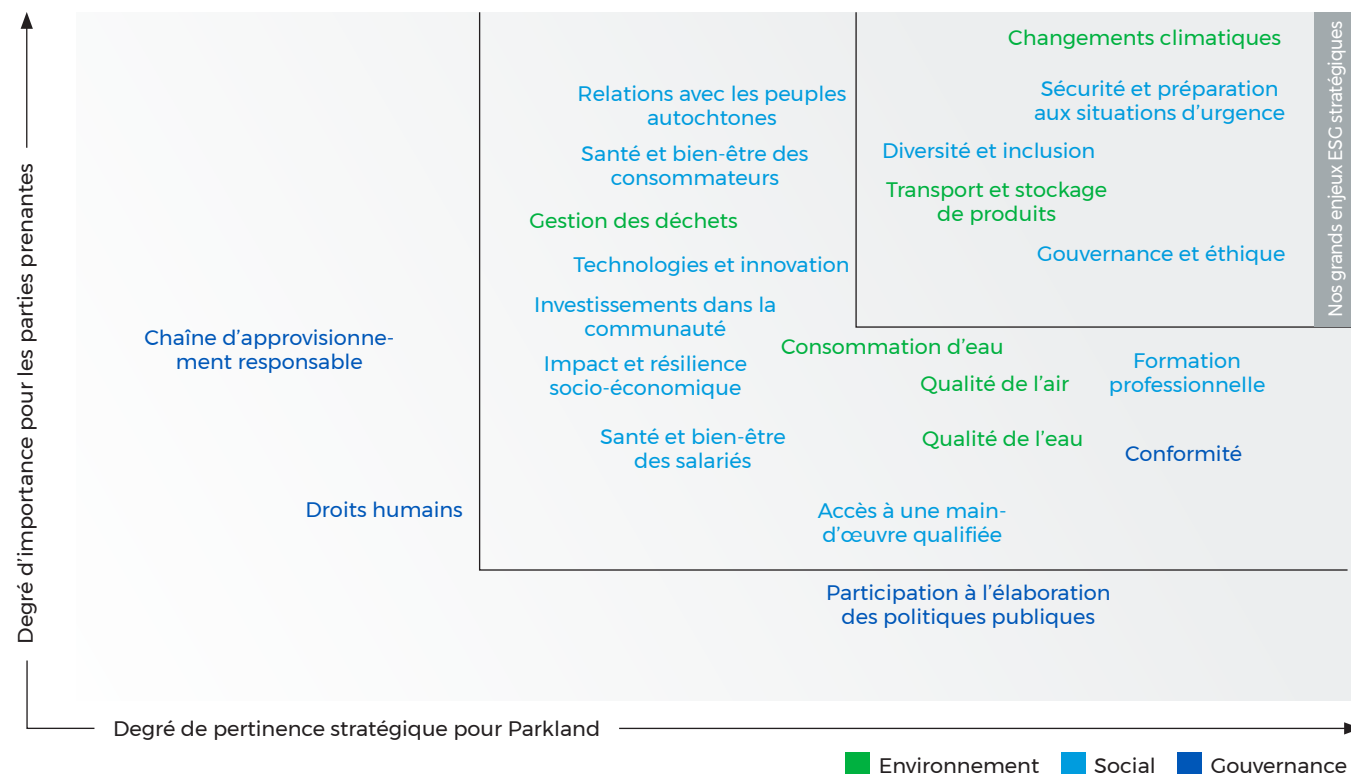 Degré d'importance pour les parties prenantes
Changements climatiques
Sécurité et préparation
aux situations d'urgence
Diversité et inclusion
Transport et stockage
de produits
Gouvernance et éthique
Nos grands enjeux ESG stratégiques
Relations avec les peuples
autochtones
Santé et bien-être des
consommateurs
Gestion des déchets
Technologies et innovation
Investissements dans la
communauté
Impact et résilience
socio-économique
Santé et bien-être
des salariés
Consommation d'eau
Qualité de l'air
Qualité de l'eau
Formation
professionnelle
Conformité
Accès à une main-
d'œuvre qualifiée
Chaîne d'approvisionne-
ment responsable
Droits humains
Participation à l'élaboration
des politiques publiques
Degré de pertinence stratégique pour Parkland
Environnement Social Gouvernance